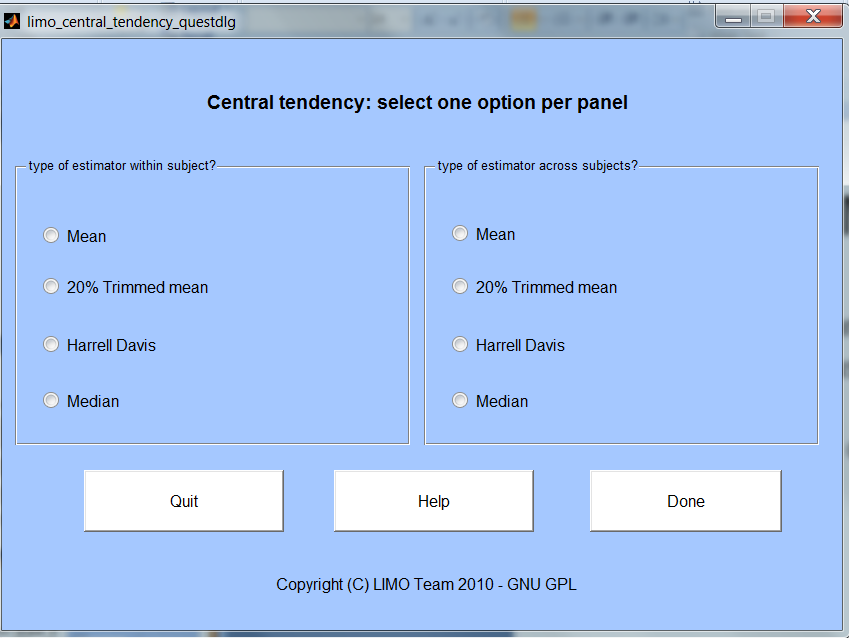 limo_central_tendency_questdlg
Central tendency: select one option per panel
type of estimator within subject?
Mean
20% Trimmed mean
Harrell Davis
Median
type of estimator across subjects?
Mean
20% Trimmed mean
Harrell Davis
Median
Quit
Help
Done
Copyright (C) LIMO Team 2010 - GNU GPL